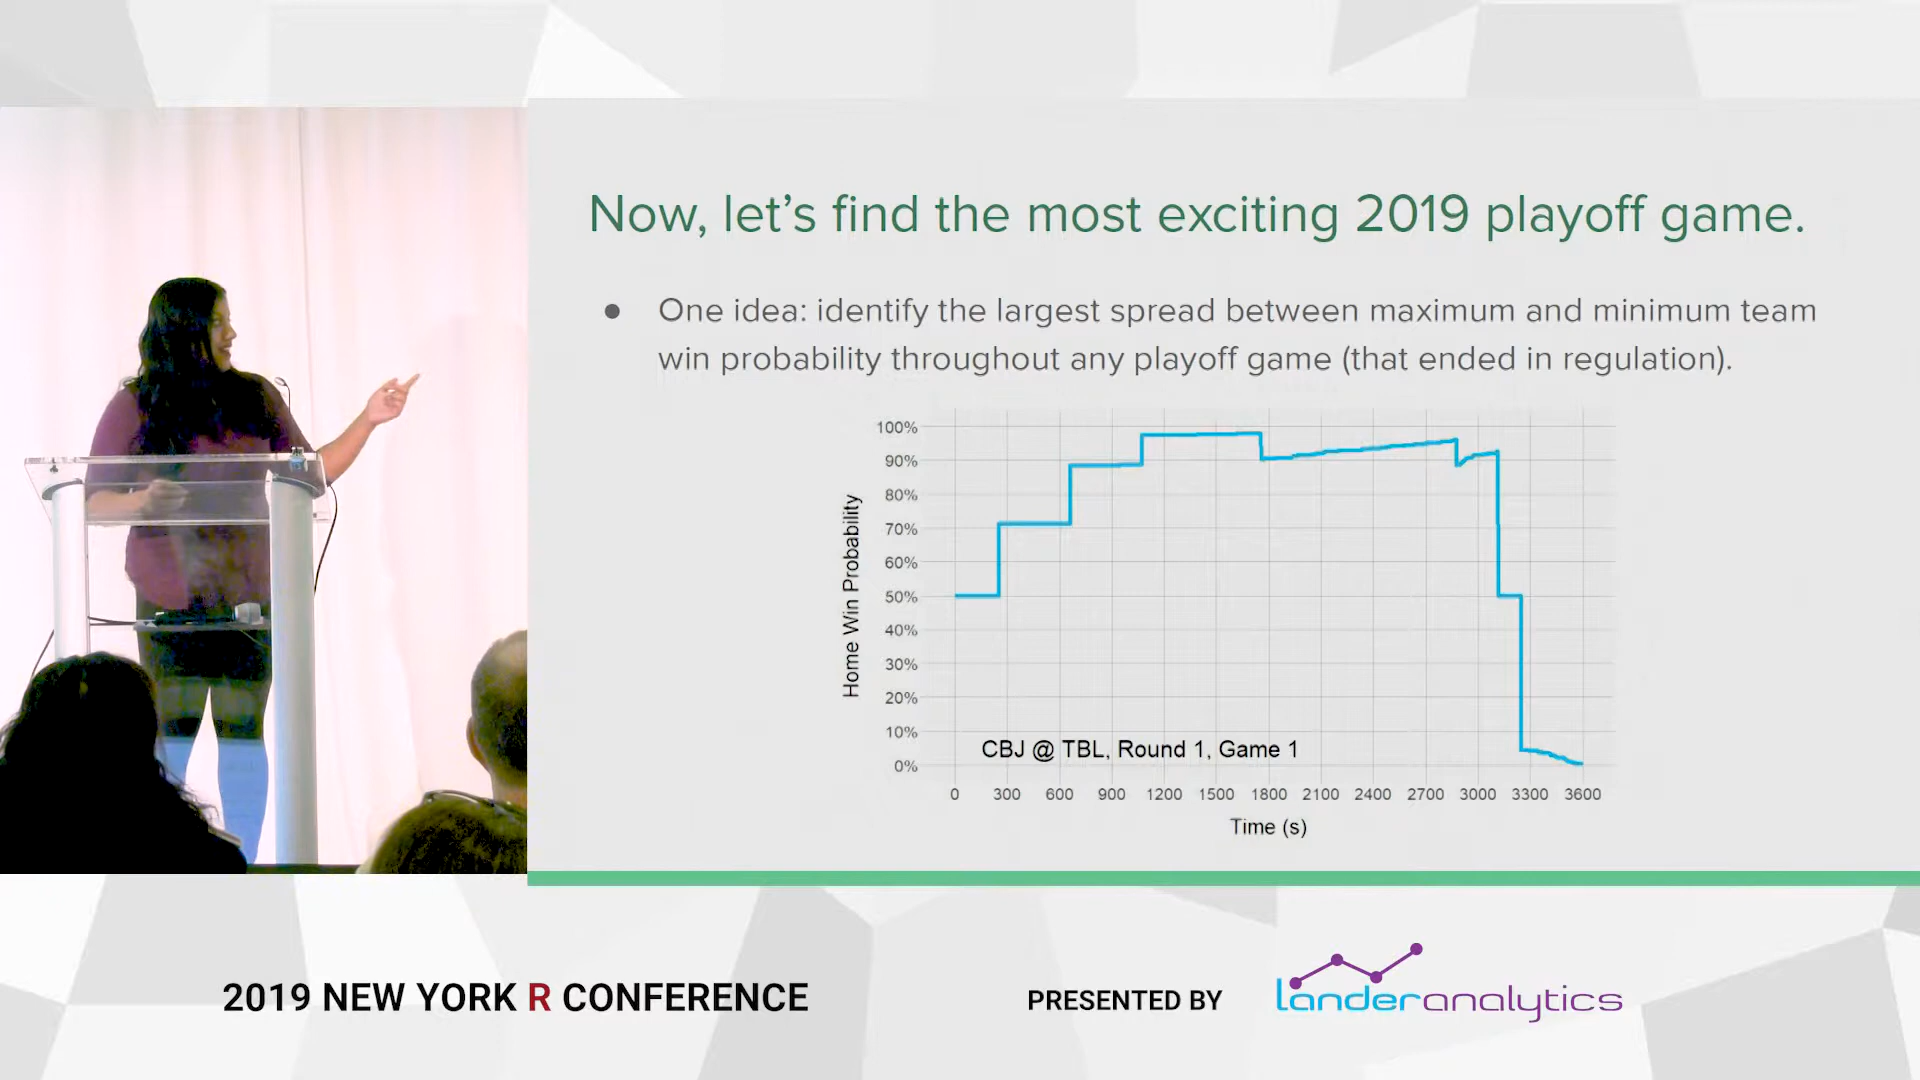 Now, let's find the most exciting 2019 playoff game.
● One idea: identify the largest spread between maximum and minimum team
win probability throughout any playoff game (that ended in regulation).
Home Win Probability
100%
90%
80%
70%
60%
50%
40%
30%
20%
10%
0%
CBJ @ TBL, Round 1, Game 1
0 300 600 900 1200 1500 1800 2100 2400 2700 3000 3300 3600
Time (s)
2019 NEW YORK R CONFERENCE
PRESENTED BY
landeranalytics